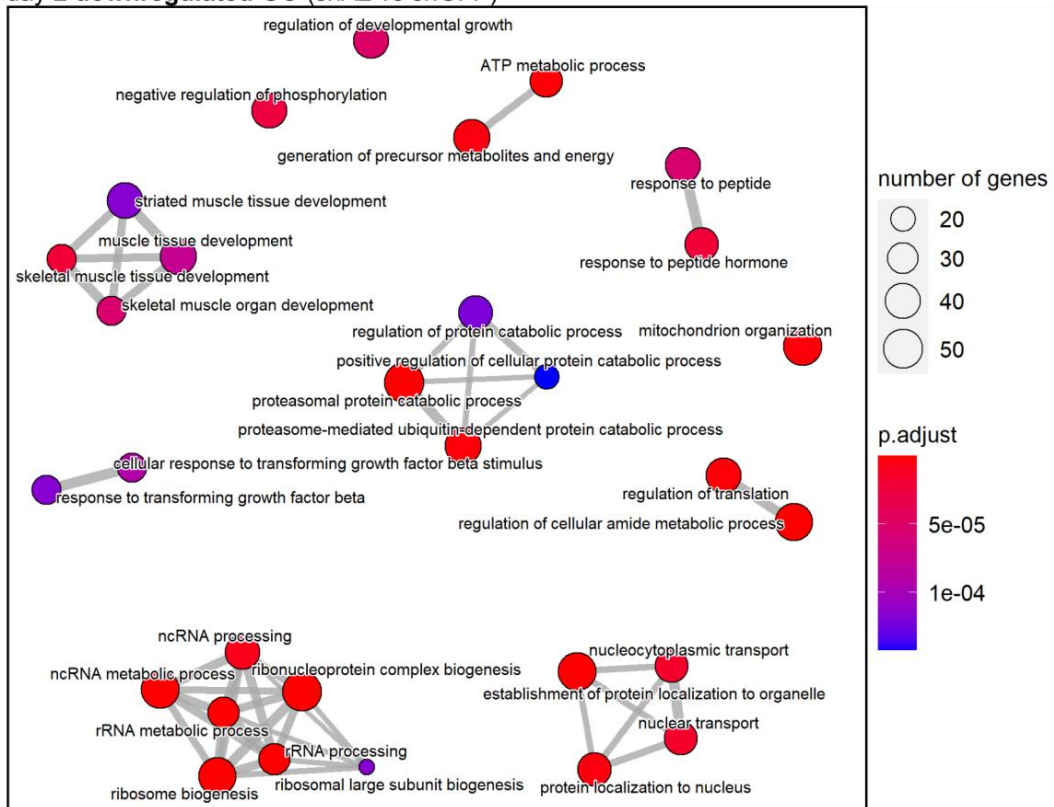 day 2 downregulated GO
regulation of developmental growth
ATP metabolic process
negative regulation of phosphorylation
generation of precursor metabolites and energy
response to peptide
striated muscle tissue development
muscle tissue development
response to peptide hormone
skeletal muscle tissue development
skeletal muscle organ development
regulation of protein catabolic process
mitochondrion organization
positive regulation of cellular protein catabolic process
proteasomal protein catabolic process
proteasome-mediated ubiquitin-dependent protein catabolic process
cellular response to transforming growth factor beta stimulus
response to transforming growth factor beta
regulation of translation
regulation of cellular amide metabolic process
ncRNA processing
nucleocytoplasmic transport
ncRNA metabolic process
ribonucleoprotein complex biogenesis
establishment of protein localization to organelle
rRNA metabolic process
nuclear transport
rRNA processing
ribosome biogenesis
ribosomal large subunit biogenesis
protein localization to nucleus
number of genes
20
30
40
50
p.adjust
5e-05
1e-04